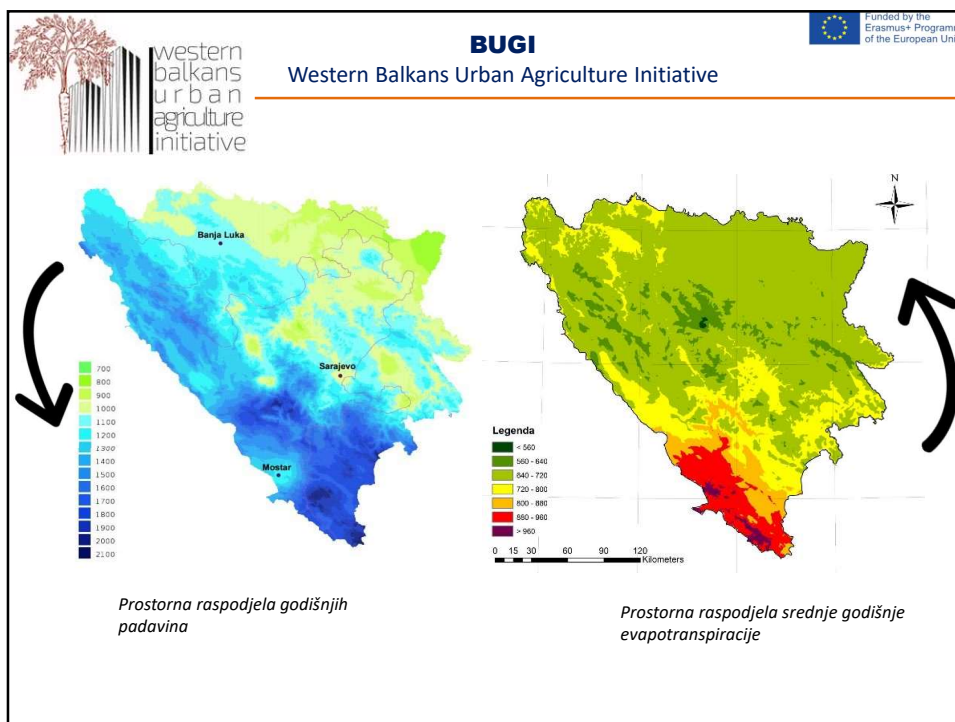 western
balkans
urban
agriculture
initiative
BUGI
Western Balkans Urban Agriculture Initiative
Funded by the
Erasmus+ Programm
of the European Uni
Banja Luka
Sarajevo
Mostar
700
800
900
1000
1100
1200
1300
1400
1500
1600
1700
1800
1900
2000
2100
N
Legenda
< 560
560 - 640
640 - 720
720 - 800
800 - 880
880 - 960
> 960
0 15 30 60 90 120
Kilometers
Prostorna raspodjela godišnjih
padavina
Prostorna raspodjela srednje godišnje
evapotranspiracije